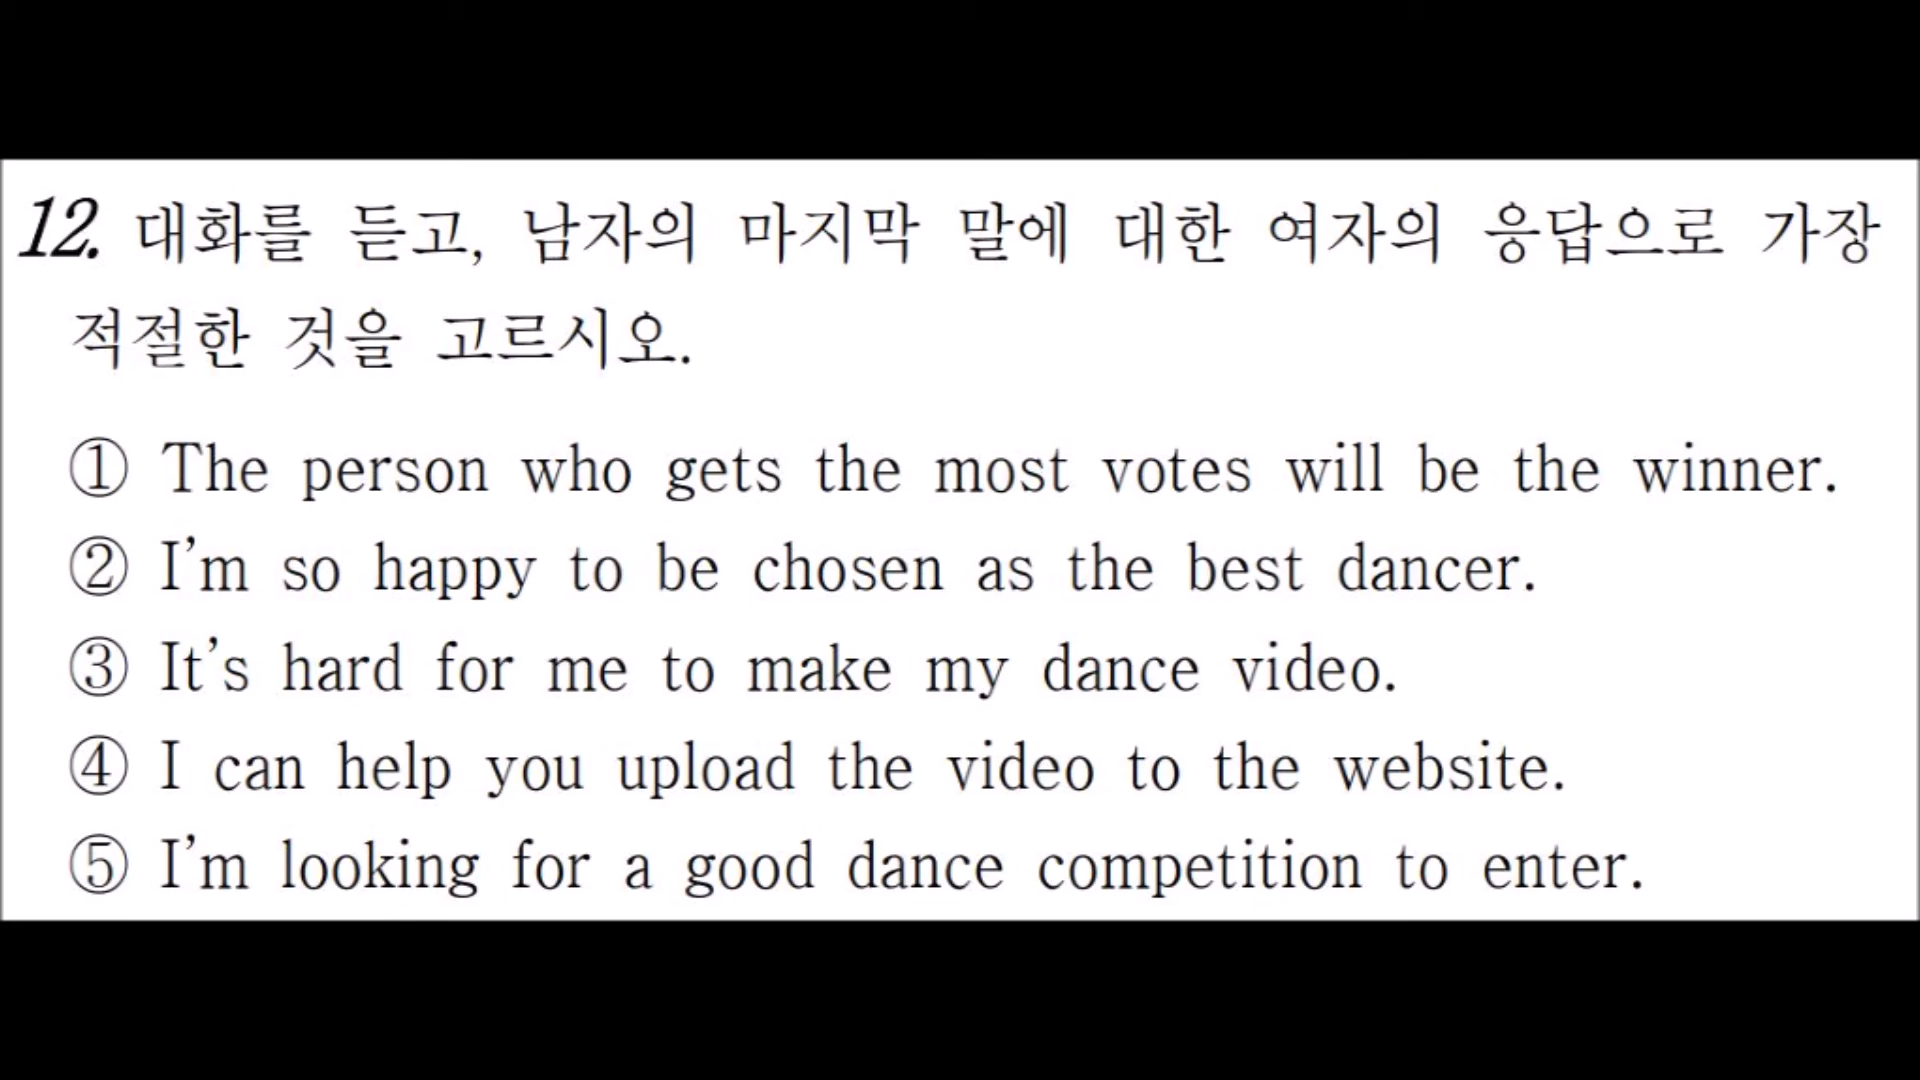 12. 대화를 듣고, 남자의 마지막 말에 대한 여자의 응답으로 가장
적절한 것을 고르시오.
① The person who gets the most votes will be the winner.
② I’m so happy to be chosen as the best dancer.
③ It’s hard for me to make my dance video.
④ I can help you upload the video to the website.
⑤ I’m looking for a good dance competition to enter.